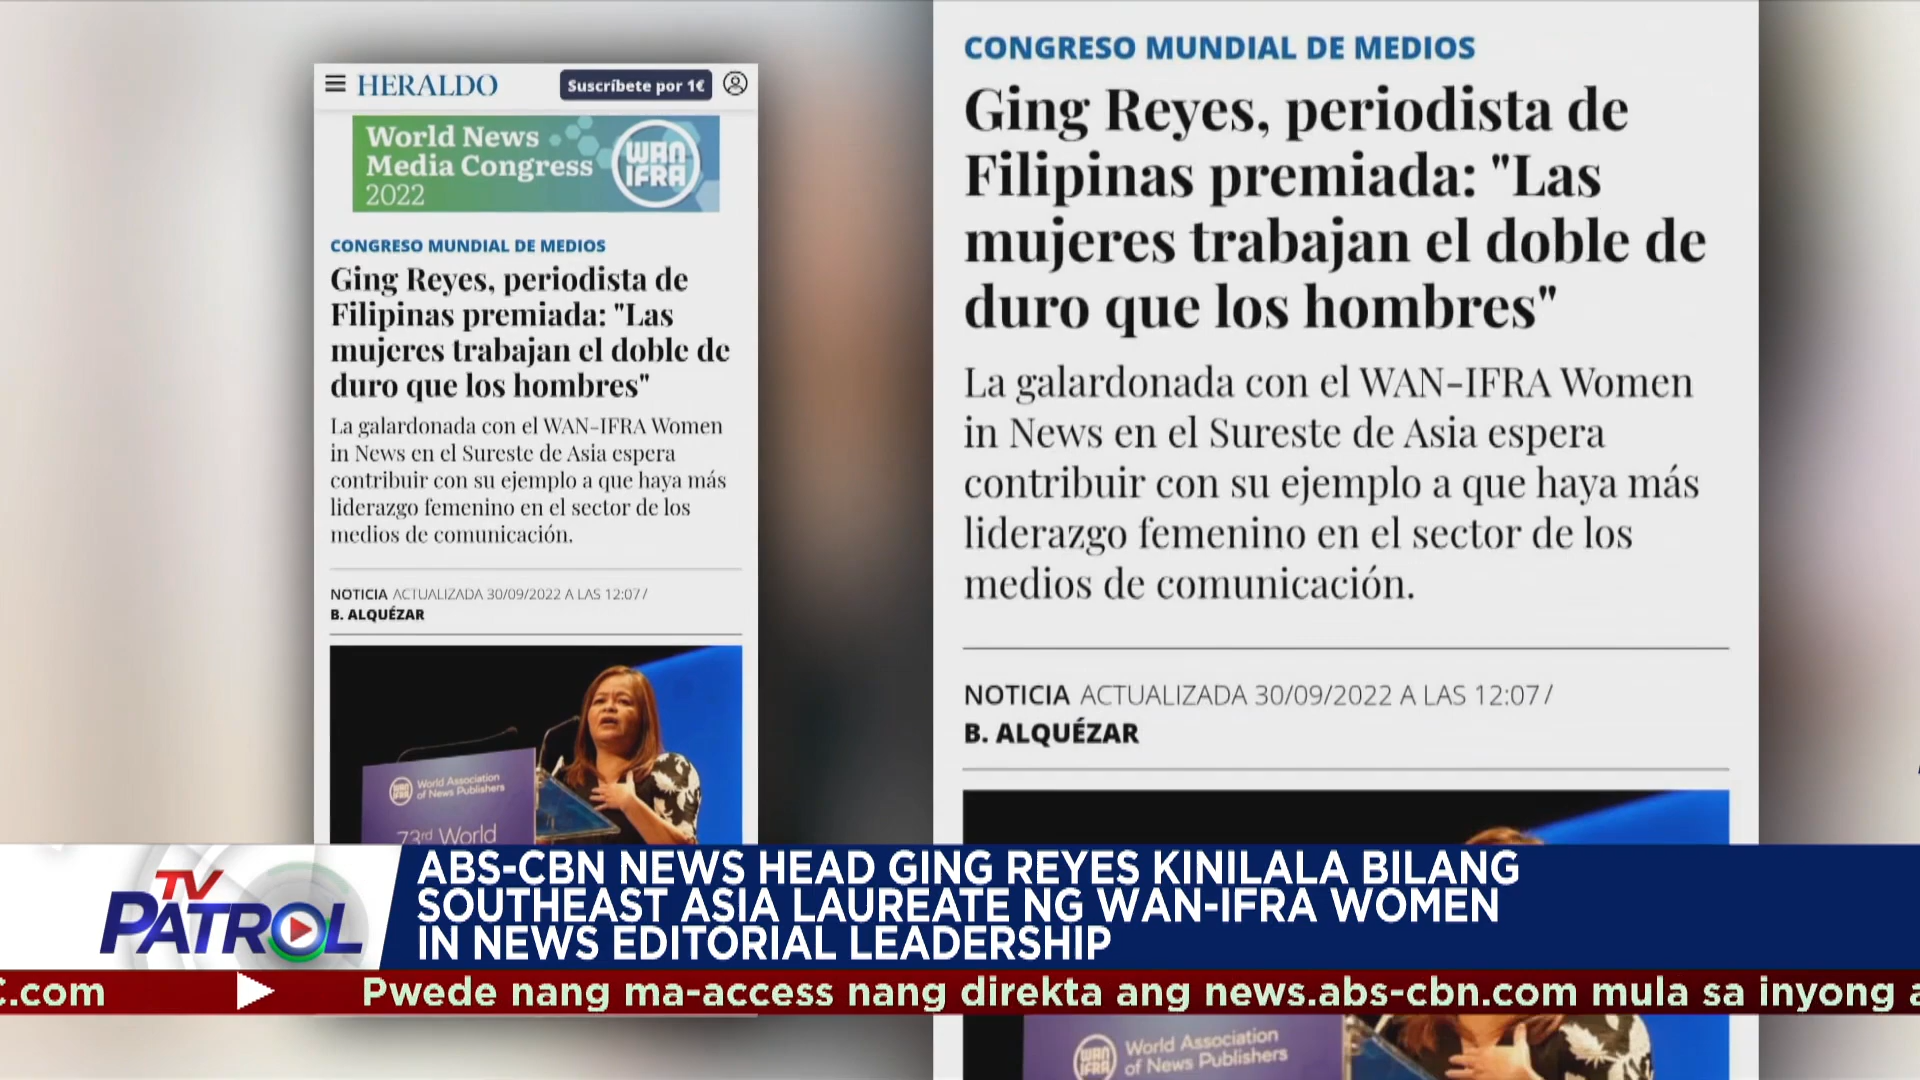 HERALDO
Suscríbete por 1€
World News
Media Congress
2022
WAN
IFRA
CONGRESO MUNDIAL DE MEDIOS
Ging Reyes, periodista de
Filipinas premiada: "Las
mujeres trabajan el doble de
duro que los hombres"
La galardonada con el WAN-IFRA Women
in News en el Sureste de Asia espera
contribuir con su ejemplo a que haya más
liderazgo femenino en el sector de los
medios de comunicación.
NOTICIA ACTUALIZADA 30/09/2022 A LAS 12:07/
B. ALQUÉZAR
WAN
IFRA
World Association
of News Publishers
73rd World
CONGRESO MUNDIAL DE MEDIOS
Ging Reyes, periodista de
Filipinas premiada: "Las
mujeres trabajan el doble de
duro que los hombres"
La galardonada con el WAN-IFRA Women
in News en el Sureste de Asia espera
contribuir con su ejemplo a que haya más
liderazgo femenino en el sector de los
medios de comunicación.
NOTICIA ACTUALIZADA 30/09/2022 A LAS 12:07/
B. ALQUÉZAR
TV
PATROL
ABS-CBN NEWS HEAD GING REYES KINILALA BILANG
SOUTHEAST ASIA LAUREATE NG WAN-IFRA WOMEN
IN NEWS EDITORIAL LEADERSHIP
C.com Pwede nang ma-access nang direkta ang news.abs-cbn.com mula sa inyong a
WAN
IFRA
World Association
of News Publishers